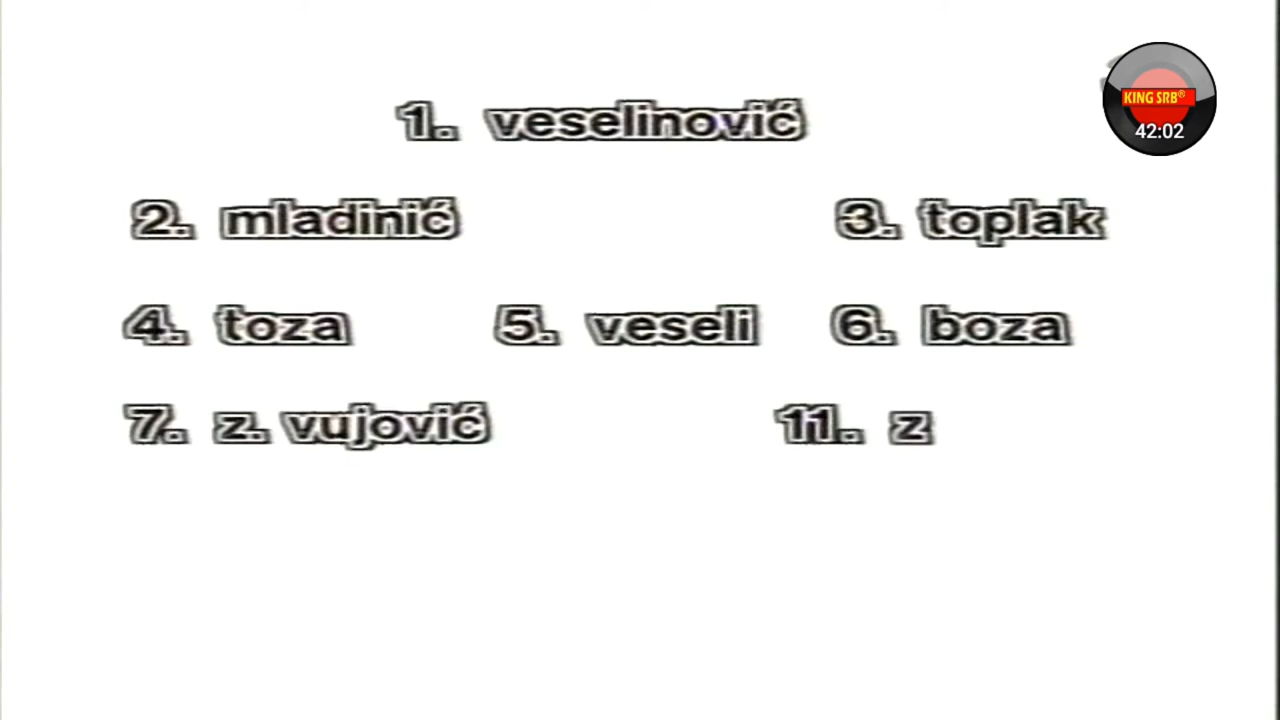 KING SRB®
42:02
1. veselinović
2. mladinić 3. toplak
4. toza 5. veseli 6. boza
7. z. vujović 11. z